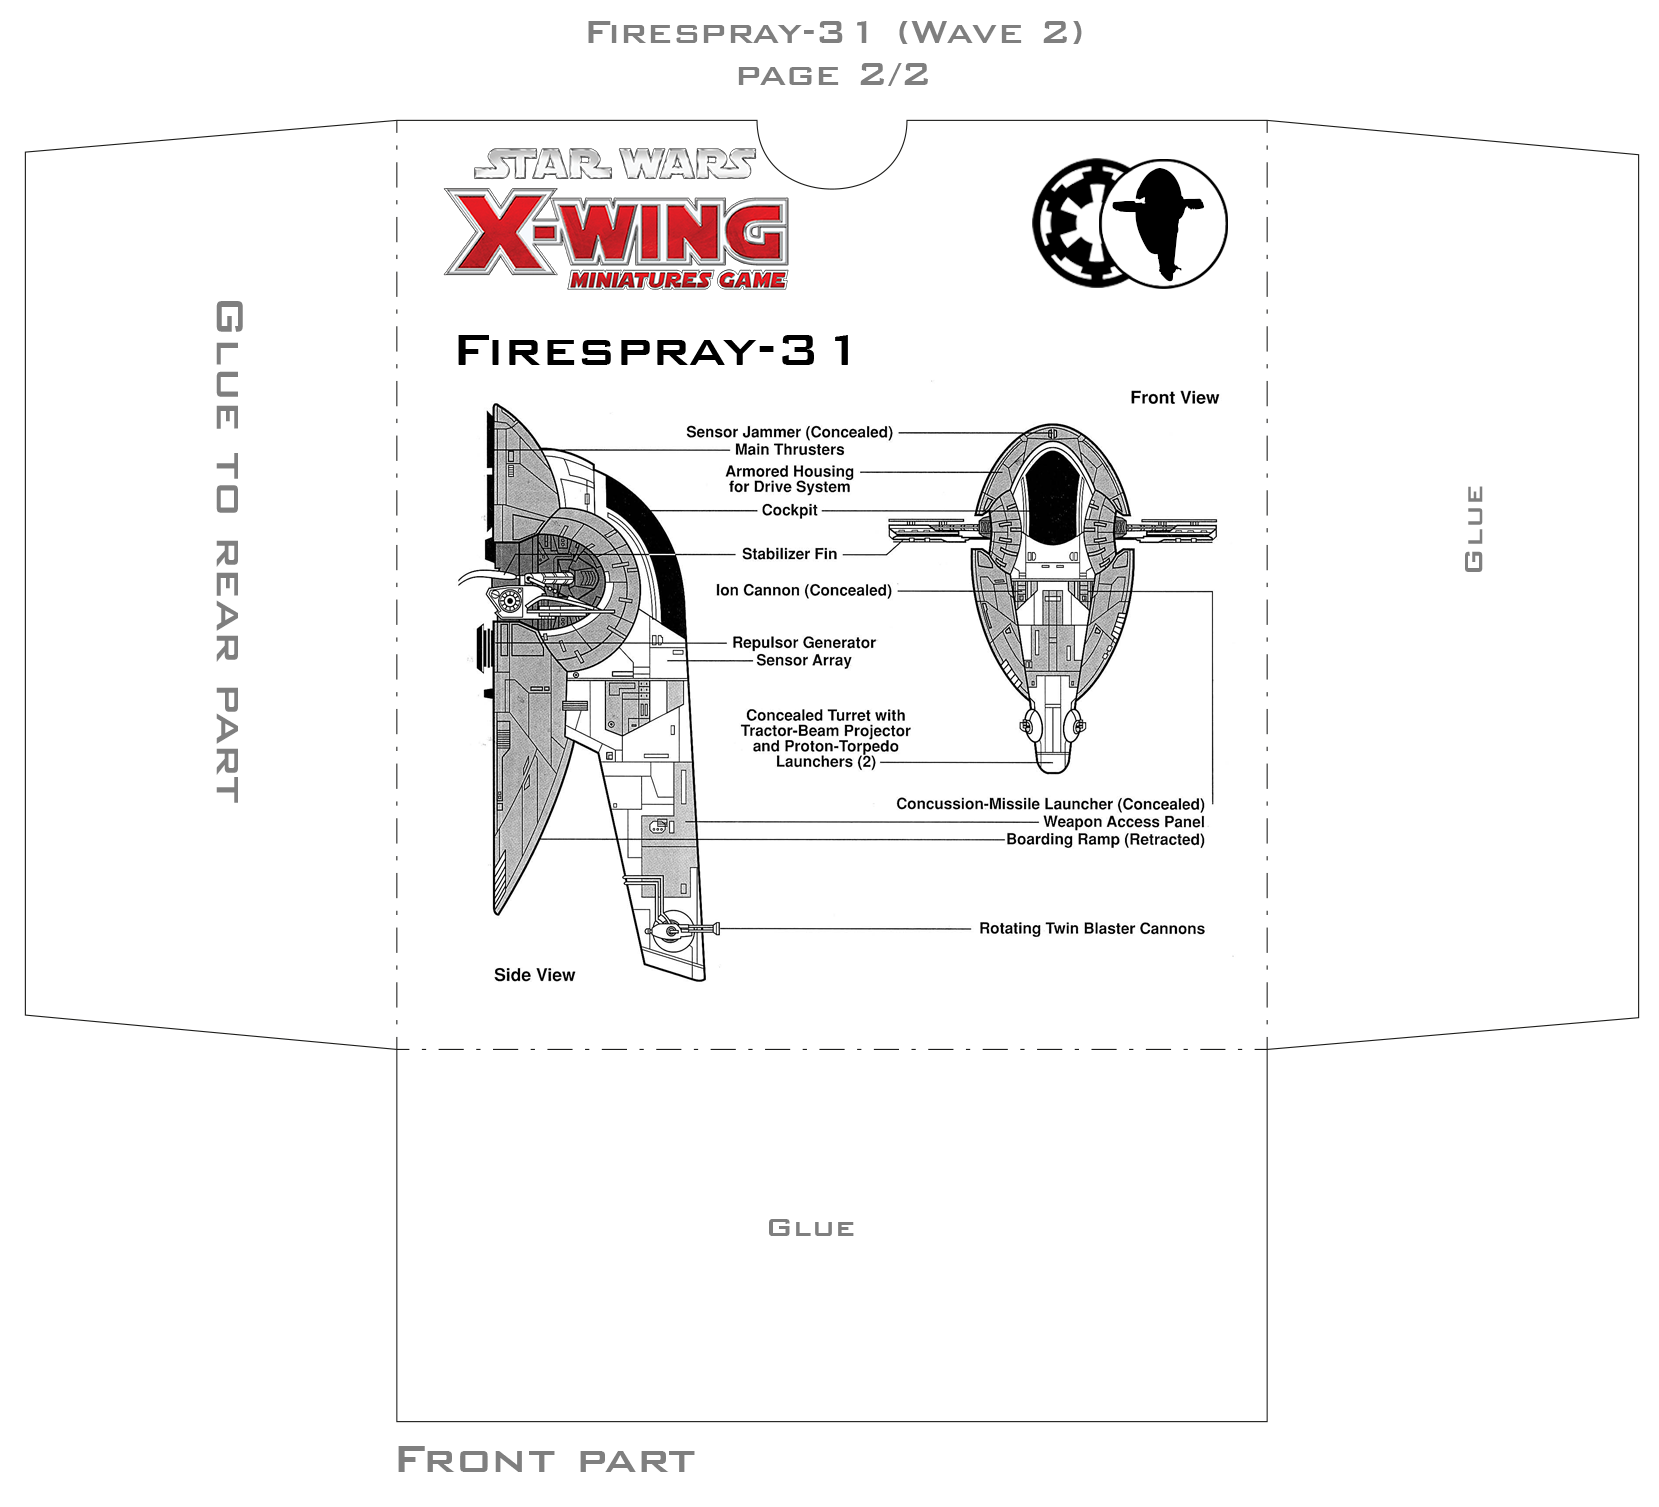 Firespray-31 (Wave 2)
page 2/2
STAR WARS
X-WING
MINIATURES GAME
Firespray-31
Front View
Sensor Jammer (Concealed)
Main Thrusters
Armored Housing
for Drive System
Cockpit
Stabilizer Fin
Ion Cannon (Concealed)
Repulsor Generator
Sensor Array
Concealed Turret with
Tractor-Beam Projector
and Proton-Torpedo
Launchers (2)
Concussion-Missile Launcher (Concealed)
Weapon Access Panel
Boarding Ramp (Retracted)
Rotating Twin Blaster Cannons
Side View
Glue to rear part
Glue
Glue
Front part